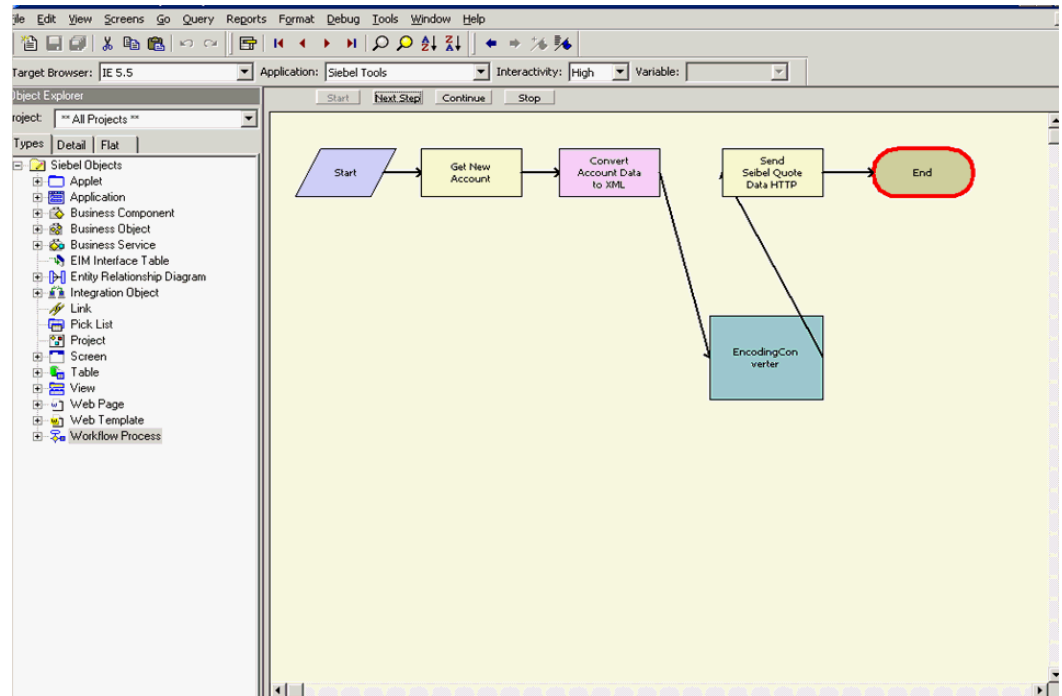 ile Edit View Screens Go Query Reports Format Debug Tools Window Help
Target Browser: IE 5.5 Application: Siebel Tools Interactivity: High Variable:
Object Explorer
roject: ** All Projects **
Types Detail Flat
Siebel Objects
Applet
Application
Business Component
Business Object
Business Service
EIM Interface Table
Entity Relationship Diagram
Integration Object
Link
Pick List
Project
Screen
Table
View
Web Page
Web Template
Workflow Process
Start Next Step Continue Stop
Start
Get New
Account
Convert
Account Data
to XML
Send
Seibel Quote
Data HTTP
End
EncodingCon
verter